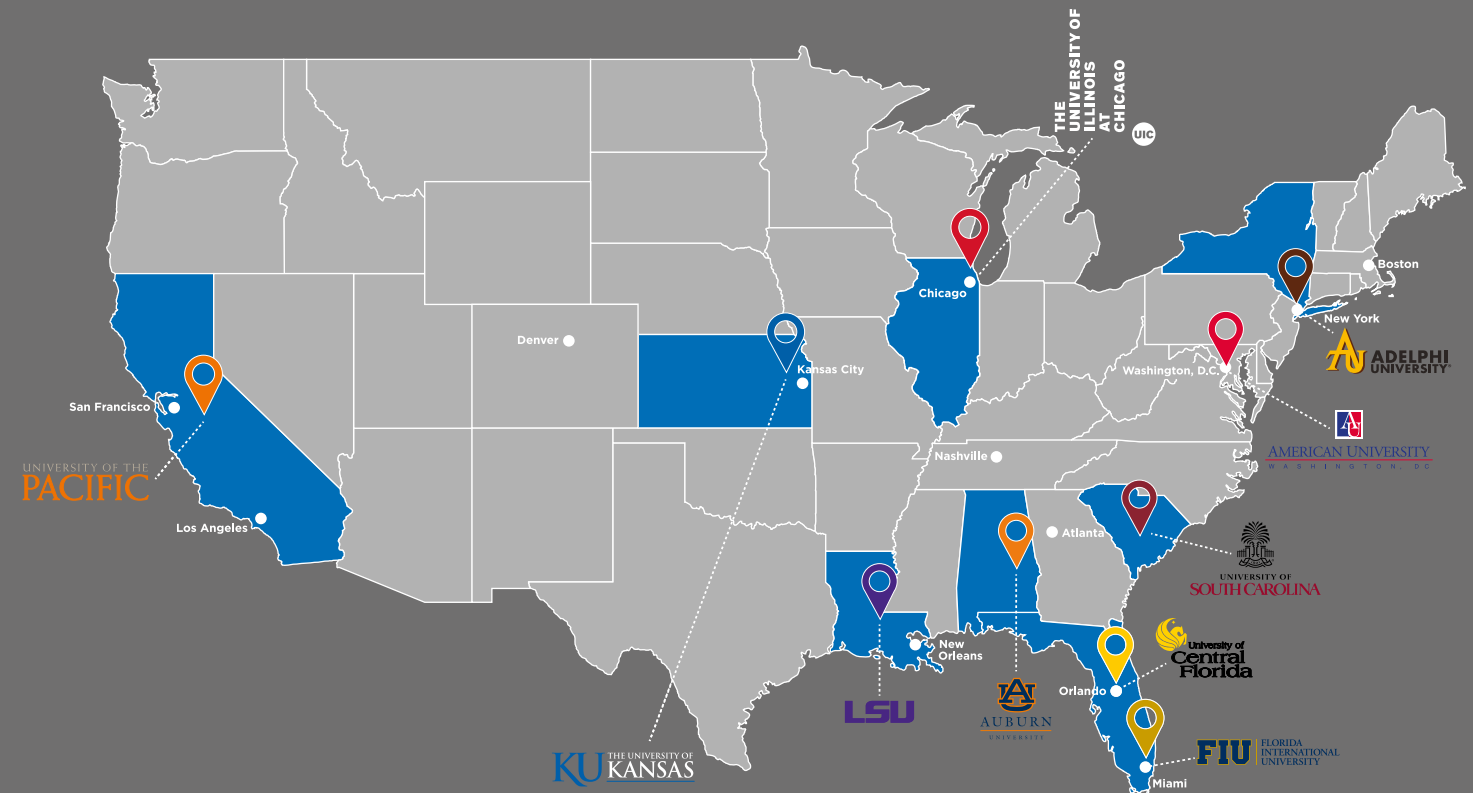 THE
UNIVERSITY OF
ILLINOIS
AT
CHICAGO
UIC
Chicago
Boston
New York
ADELPHI
UNIVERSITY
Denver
Washington, D.C.
Kansas City
San Francisco
AU
AMERICAN UNIVERSITY
WASHINGTON, DC
Nashville
UNIVERSITY OF THE
PACIFIC
Los Angeles
Atlanta
UNIVERSITY OF
SOUTH CAROLINA
New
Orleans
University of
Central
Florida
Orlando
LSU
AU
AUBURN
UNIVERSITY
KU
THE UNIVERSITY OF
KANSAS
FIU
FLORIDA
INTERNATIONAL
UNIVERSITY
Miami